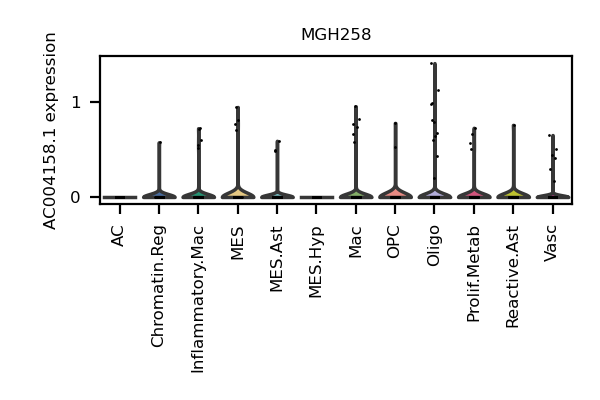 MGH258
AC004158.1 expression
1
0
AC
Chromatin.Reg
Inflammatory.Mac
MES
MES.Ast
MES.Hyp
Mac
OPC
Oligo
Prolif.Metab
Reactive.Ast
Vasc